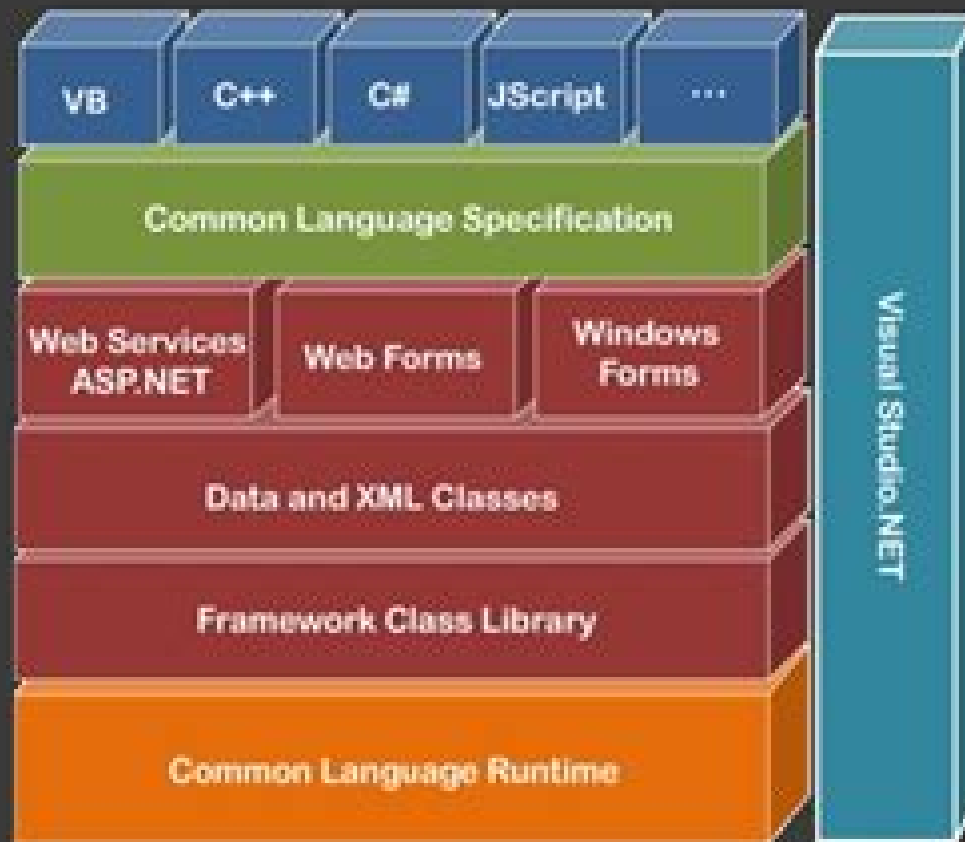 VB
C++
C#
JScript
...
Common Language Specification
Web Services
ASP.NET
Web Forms
Windows
Forms
Data and XML Classes
Framework Class Library
Common Language Runtime
Visual Studio.NET